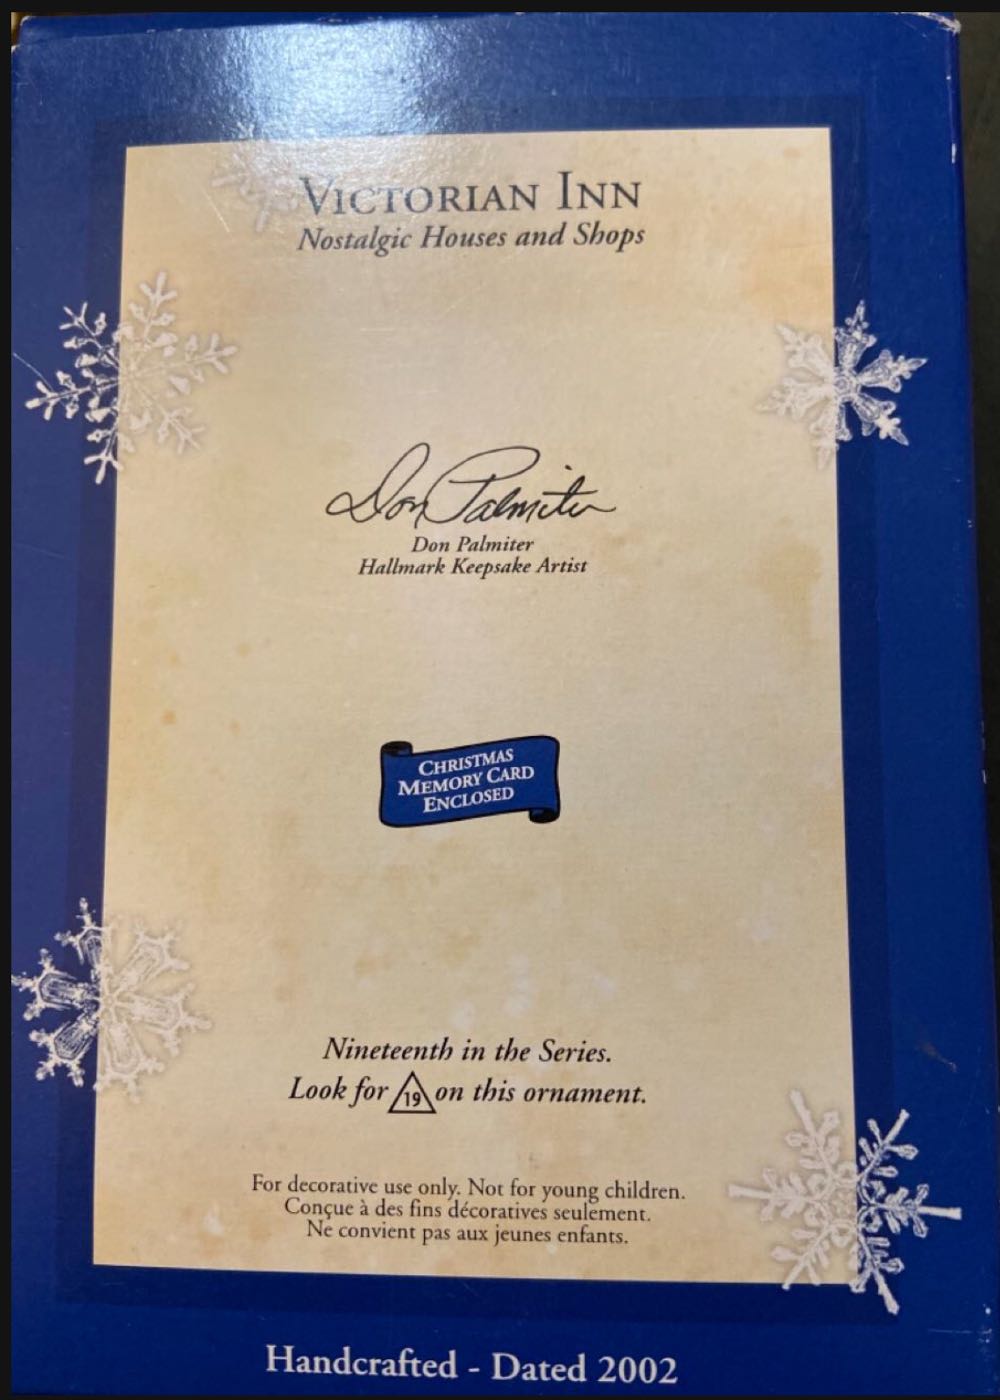 VICTORIAN INN
Nostalgic Houses and Shops
Don Palmiter
Don Palmiter
Hallmark Keepsake Artist
CHRISTMAS
MEMORY CARD
ENCLOSED
Nineteenth in the Series.
Look for 19 on this ornament.
For decorative use only. Not for young children.
Conçue à des fins décoratives seulement.
Ne convient pas aux jeunes enfants.
Handcrafted - Dated 2002